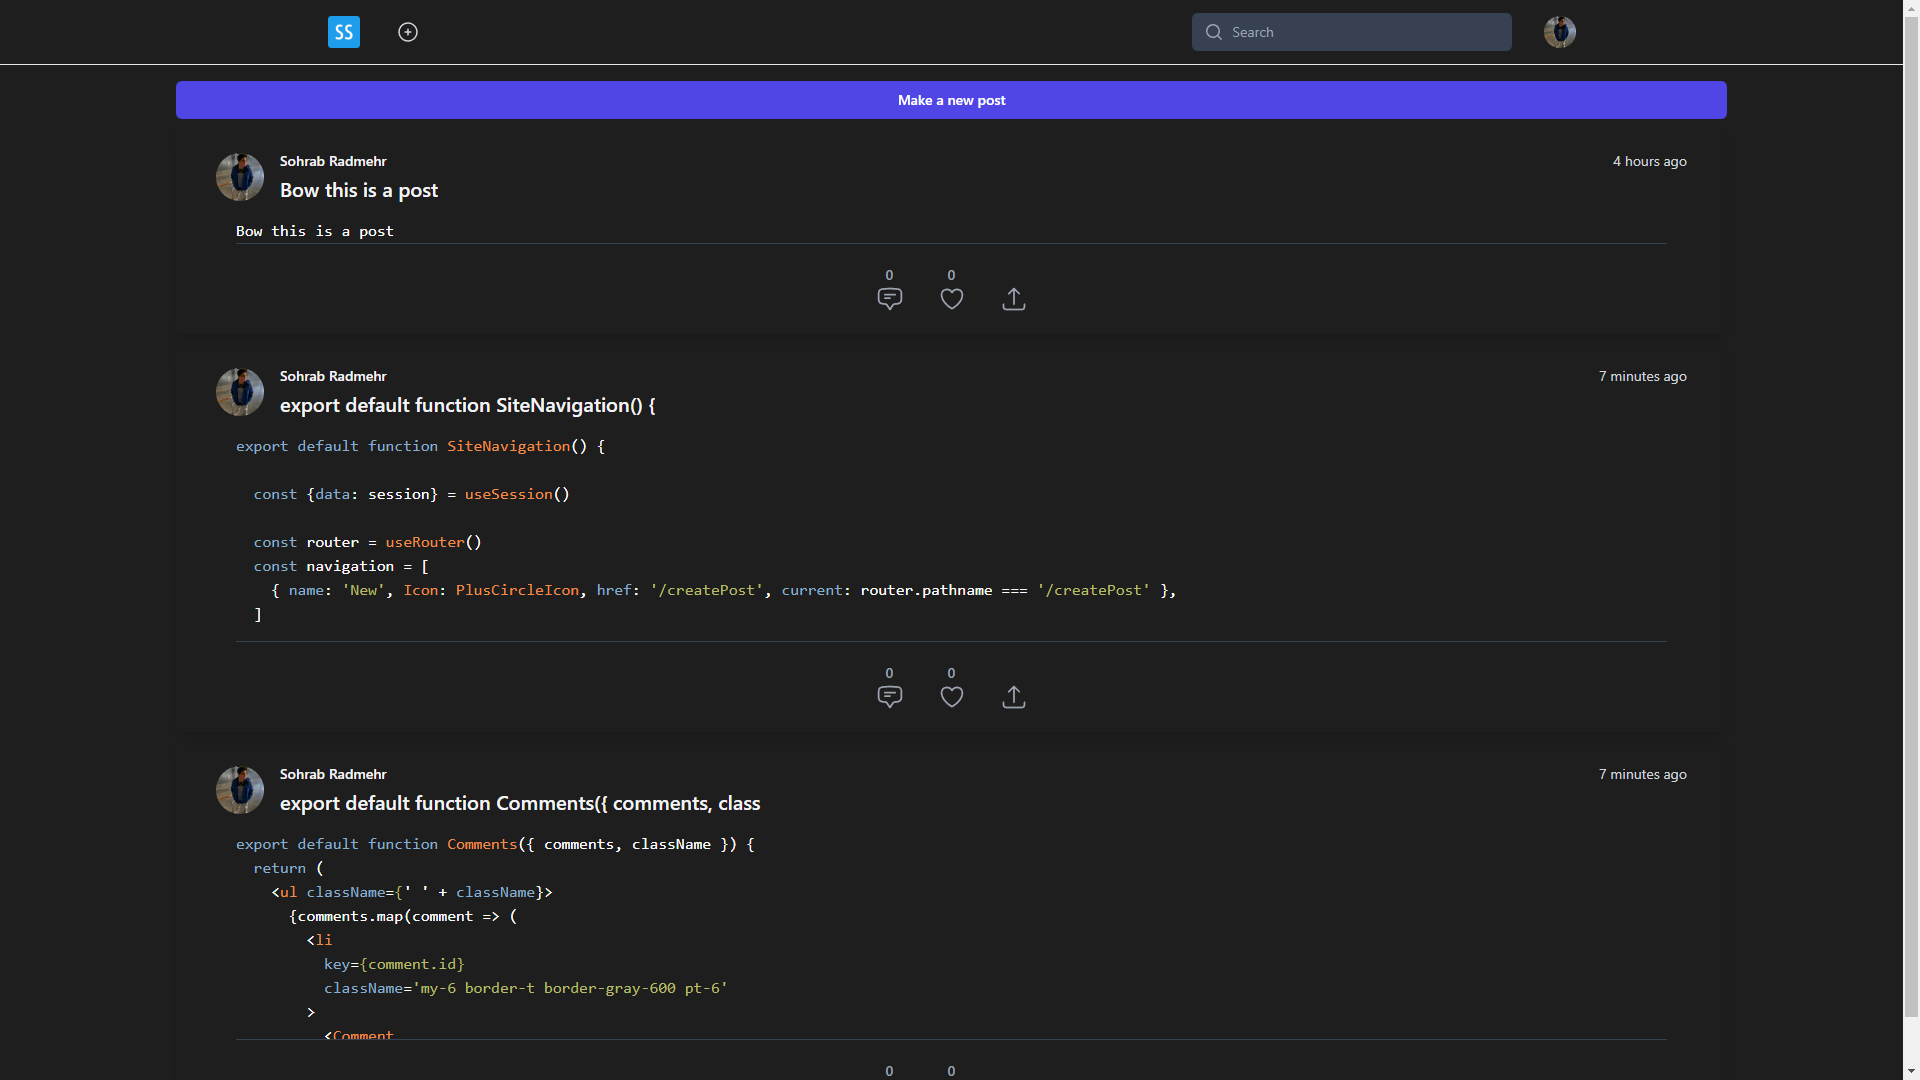 SS
Search
Make a new post
Sohrab Radmehr
4 hours ago
Bow this is a post
Bow this is a post
0 0
Sohrab Radmehr
7 minutes ago
export default function SiteNavigation() {
export default function SiteNavigation() {
const {data: session} = useSession()
const router = useRouter()
const navigation = [
{ name: 'New', Icon: PlusCircleIcon, href: '/createPost', current: router.pathname === '/createPost' },
]
0 0
Sohrab Radmehr
7 minutes ago
export default function Comments({ comments, class
export default function Comments({ comments, className }) {
return (
<ul className={' ' + className}>
{comments.map(comment => (
<li
key={comment.id}
className='my-6 border-t border-gray-600 pt-6'
>
<Comment
0 0